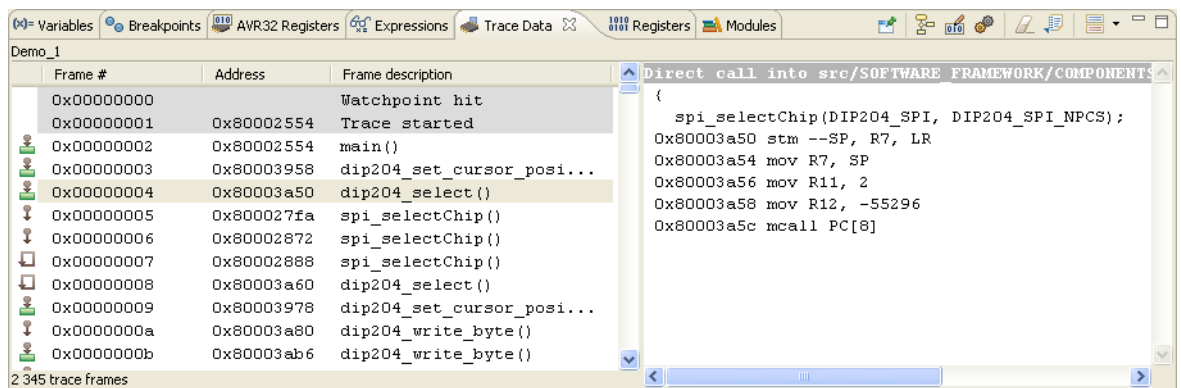 (x)= Variables Breakpoints AVR32 Registers Expressions Trace Data Registers Modules
Demo_1
Frame # Address Frame description
0x00000000 Watchpoint hit
0x00000001 0x80002554 Trace started
0x00000002 0x80002554 main()
0x00000003 0x80003958 dip204_set_cursor_posi...
0x00000004 0x80003a50 dip204_select()
0x00000005 0x800027fa spi_selectChip()
0x00000006 0x80002872 spi_selectChip()
0x00000007 0x80002888 spi_selectChip()
0x00000008 0x80003a60 dip204_select()
0x00000009 0x80003978 dip204_set_cursor_posi...
0x0000000a 0x80003a80 dip204_write_byte()
0x0000000b 0x80003ab6 dip204_write_byte()
2 345 trace frames
Direct call into src/SOFTWARE_FRAMEWORK/COMPONENTS
{
spi_selectChip(DIP204_SPI, DIP204_SPI_NPCS);
0x80003a50 stm --SP, R7, LR
0x80003a54 mov R7, SP
0x80003a56 mov R11, 2
0x80003a58 mov R12, -55296
0x80003a5c mcall PC[8]